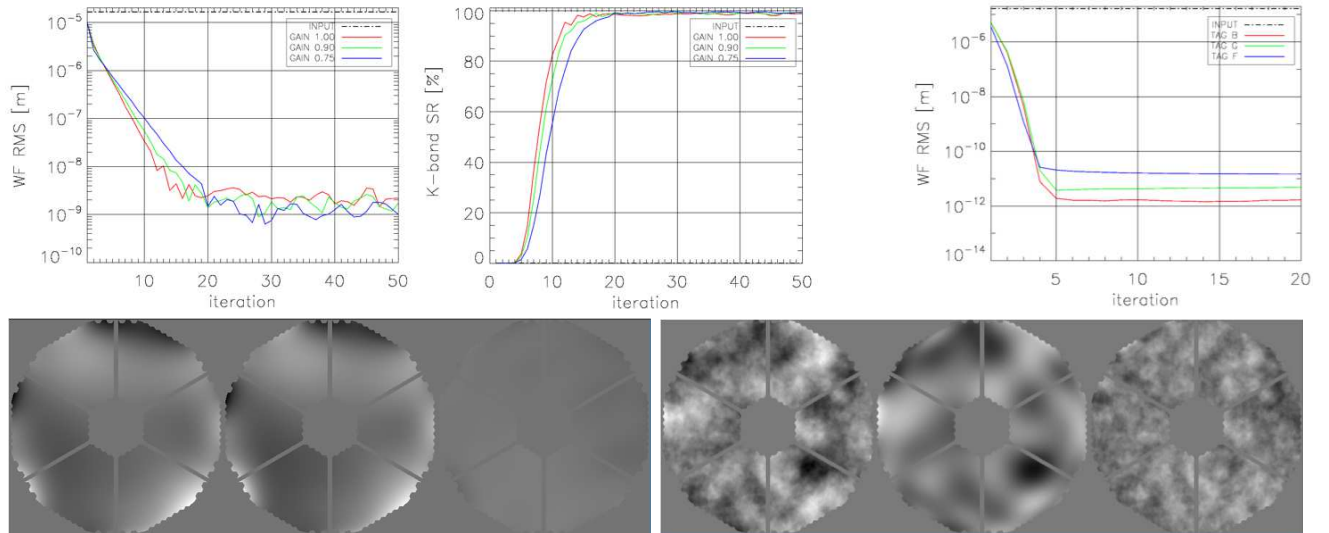 WF RMS [m]
10⁻⁵
10⁻⁶
10⁻⁷
10⁻⁸
10⁻⁹
10⁻¹⁰
INPUT
GAIN 1.00
GAIN 0.90
GAIN 0.75
10 20 30 40 50
iteration
K-band SR [%]
100
80
60
40
20
0
INPUT
GAIN 1.00
GAIN 0.90
GAIN 0.75
0 10 20 30 40 50
iteration
WF RMS [m]
10⁻⁶
10⁻⁸
10⁻¹⁰
10⁻¹²
10⁻¹⁴
INPUT
TAG B
TAG G
TAG F
5 10 15 20
iteration